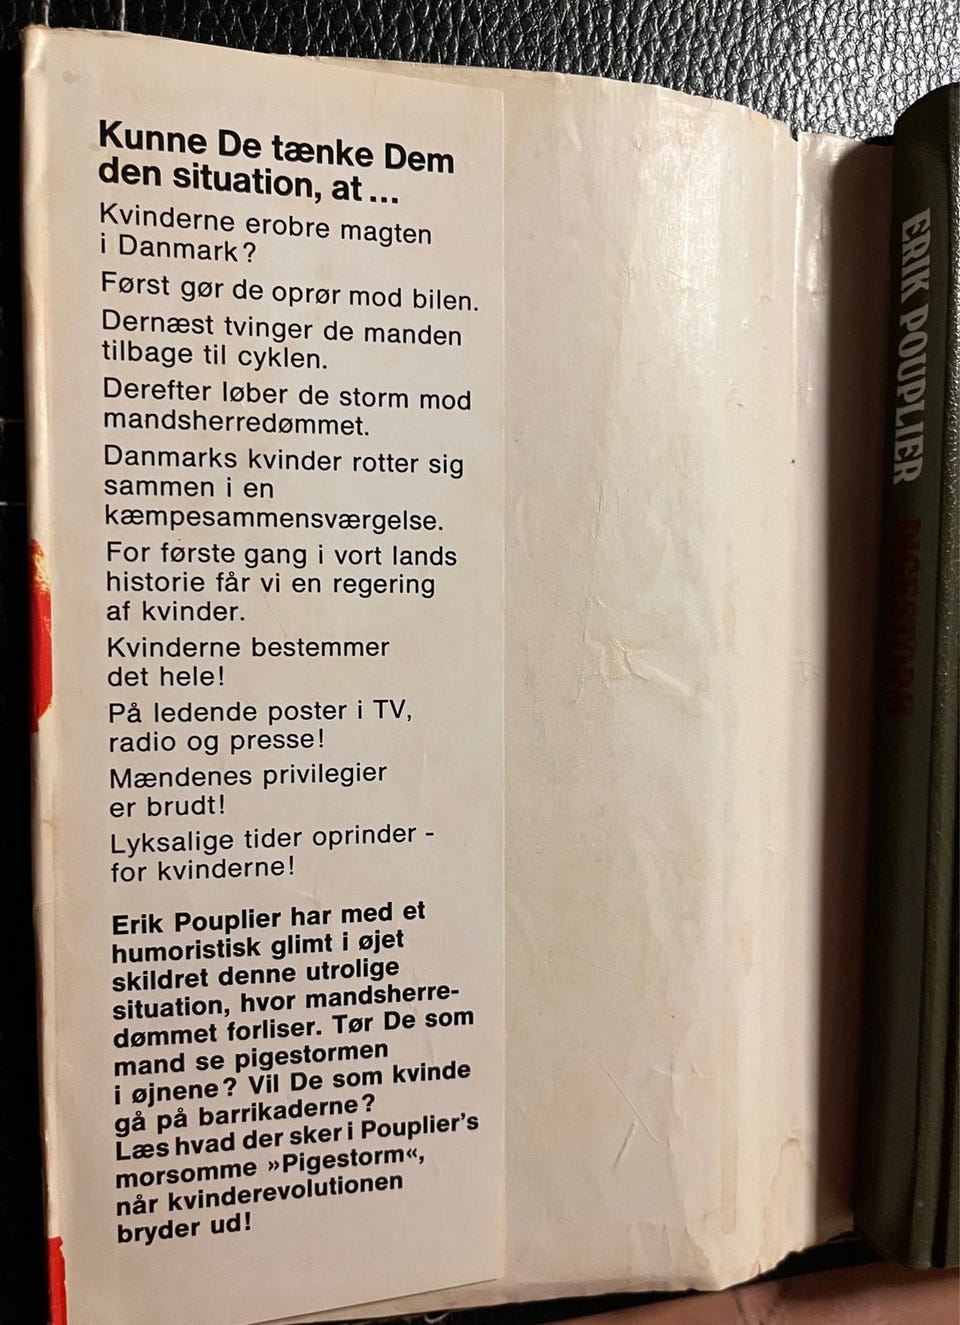 Kunne De tænke Dem
den situation, at...
Kvinderne erobre magten
i Danmark?
Først gør de oprør mod bilen.
Dernæst tvinger de manden
tilbage til cyklen.
Derefter løber de storm mod
mandsherredømmet.
Danmarks kvinder rotter sig
sammen i en
kæmpesammensværgelse.
For første gang i vort lands
historie får vi en regering
af kvinder.
Kvinderne bestemmer
det hele!
På ledende poster i TV,
radio og presse!
Mændenes privilegier
er brudt!
Lyksalige tider oprinder -
for kvinderne!
Erik Pouplier har med et
humoristisk glimt i øjet
skildret denne utrolige
situation, hvor mandsherre-
dømmet forliser. Tør De som
mand se pigestormen
i øjnene? Vil De som kvinde
gå på barrikaderne?
Læs hvad der sker i Pouplier's
morsomme »Pigestorm«,
når kvinderevolutionen
bryder ud!
ERIK POUPLIER
PIGESTORM